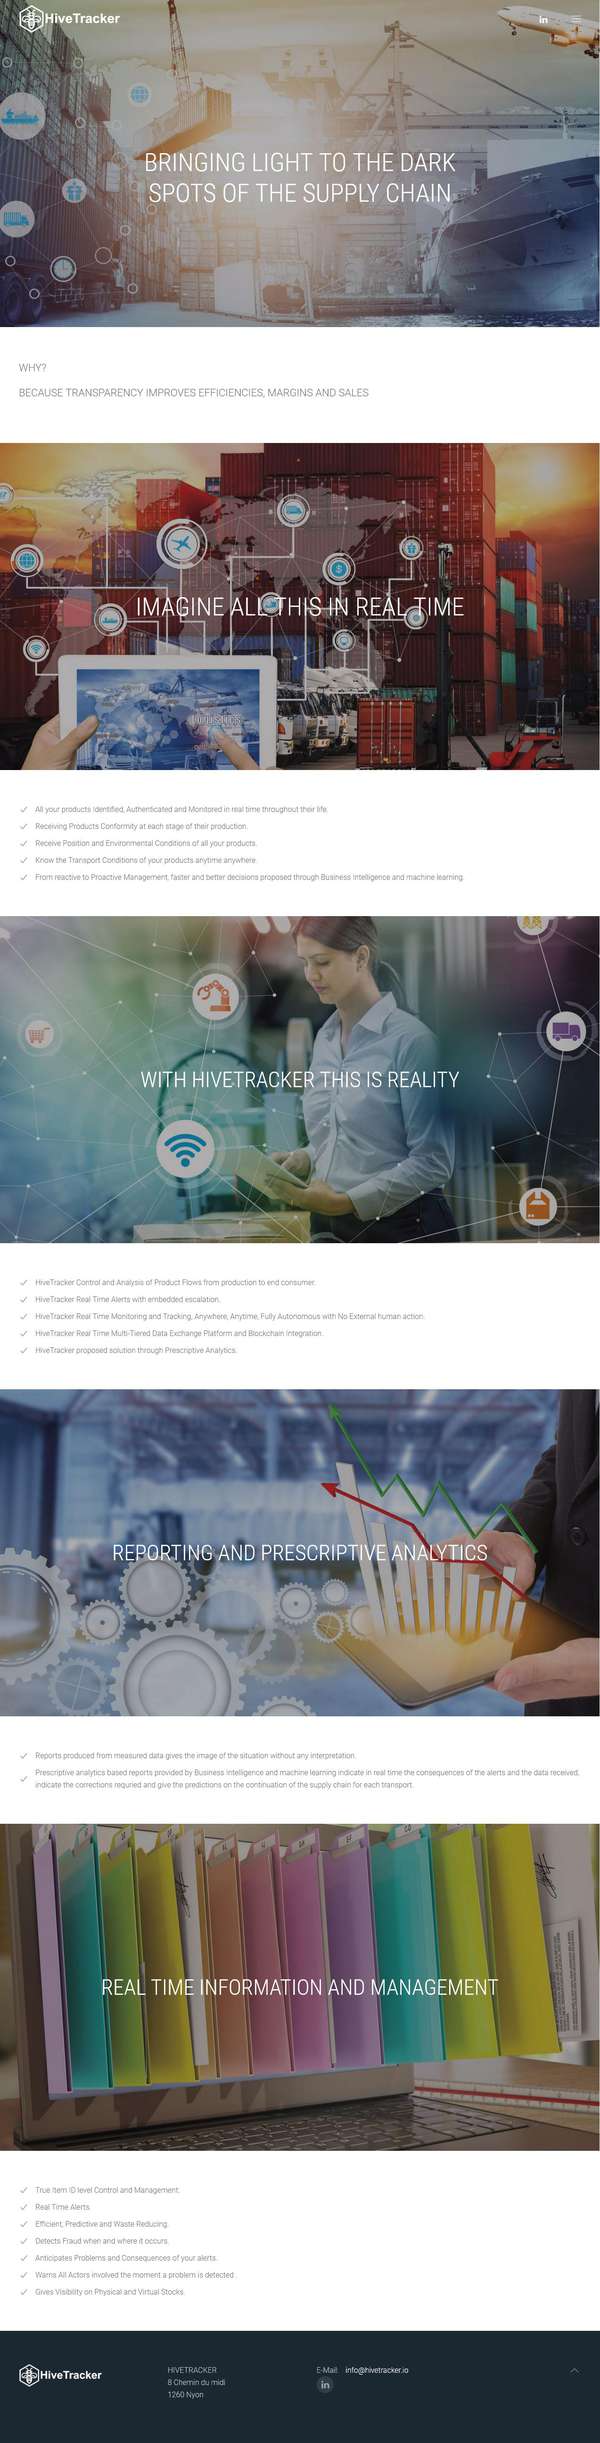 HiveTracker
in
BRINGING LIGHT TO THE DARK
SPOTS OF THE SUPPLY CHAIN
WHY?
BECAUSE TRANSPARENCY IMPROVES EFFICIENCIES, MARGINS AND SALES
IMAGINE ALL THIS IN REAL TIME
All your products Identified, Authenticated and Monitored in real time throughout their life.
Receiving Products Conformity at each stage of their production.
Receive Position and Environmental Conditions of all your products.
Know the Transport Conditions of your products anytime anywhere.
From reactive to Proactive Management, faster and better decisions proposed through Business Intelligence and machine learning.
WITH HIVETRACKER THIS IS REALITY
HiveTracker Control and Analysis of Product Flows from production to end consumer.
HiveTracker Real Time Alerts with embedded escalation.
HiveTracker Real Time Monitoring and Tracking, Anywhere, Anytime, Fully Autonomous with No External human action.
HiveTracker Real Time Multi-Tiered Data Exchange Platform and Blockchain Integration.
HiveTracker proposed solution through Prescriptive Analytics.
REPORTING AND PRESCRIPTIVE ANALYTICS
Reports produced from measured data gives the image of the situation without any interpretation.
Prescriptive analytics based reports provided by Business Intelligence and machine learning indicate in real time the consequences of the alerts and the data received,
indicate the corrections requried and give the predictions on the continuation of the supply chain for each transport.
REAL TIME INFORMATION AND MANAGEMENT
True Item ID level Control and Management.
Real Time Alerts.
Efficient, Predictive and Waste Reducing.
Detects Fraud when and where it occurs.
Anticipates Problems and Consequences of your alerts.
Warns All Actors involved the moment a problem is detected .
Gives Visibility on Physical and Virtual Stocks.
HiveTracker
HIVETRACKER
8 Chemin du midi
1260 Nyon
E-Mail: info@hivetracker.io
in